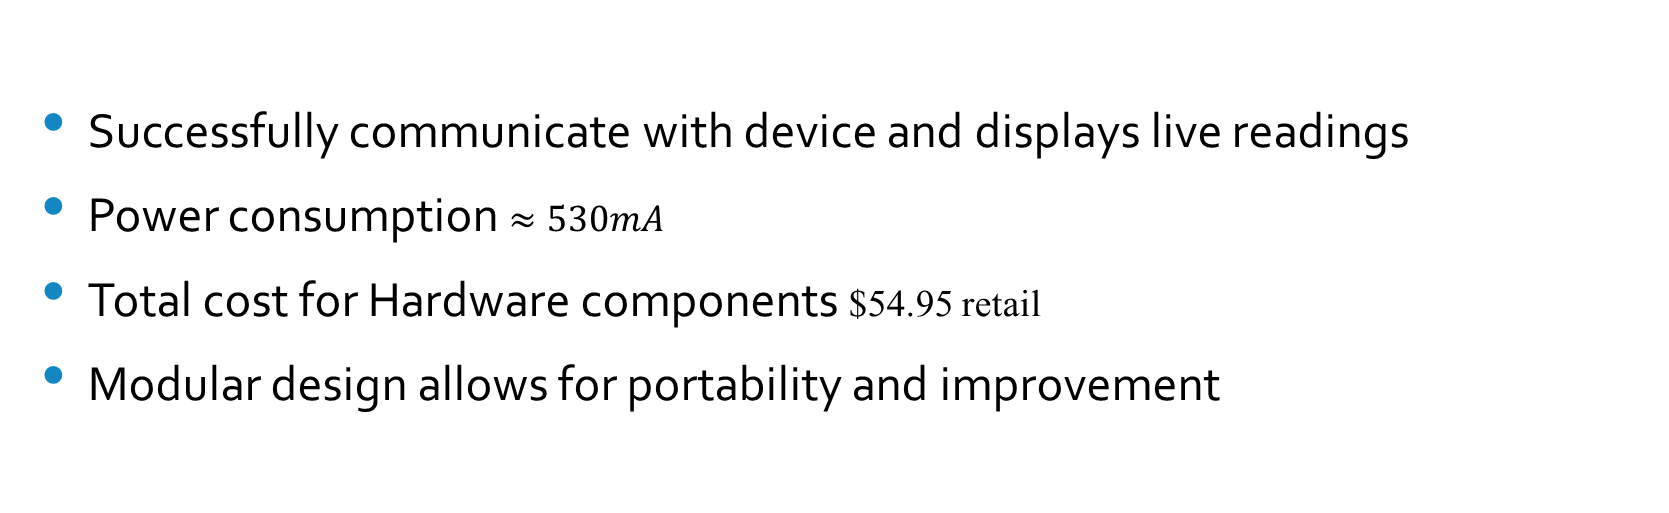 • Successfully communicate with device and displays live readings
• Power consumption ≈ 530mA
• Total cost for Hardware components $54.95 retail
• Modular design allows for portability and improvement